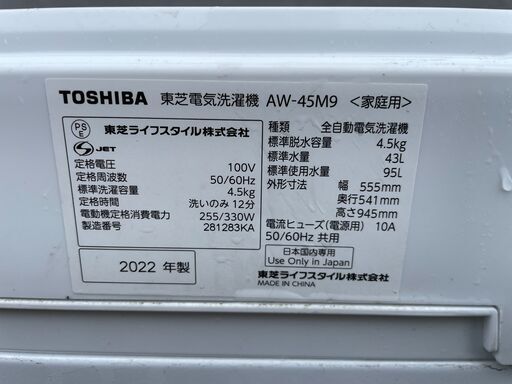 TOSHIBA 東芝電気洗濯機 AW-45M9 <家庭用>
PS
E
東芝ライフスタイル株式会社
S JET
定格電圧 100V
定格周波数 50/60Hz
標準洗濯容量 4.5kg
定格時間 洗いのみ 12分
電動機定格消費電力 255/330W
製造番号 281283KA
2022 年製
種類 全自動電気洗濯機
標準脱水容量 4.5kg
標準水量 43L
標準使用水量 95L
外形寸法 幅 555mm
奥行541mm
高さ945mm
電流ヒューズ(電源用) 10A
50/60Hz 共用
日本国内専用
Use Only in Japan
東芝ライフスタイル株式会社
MADE IN CHINA